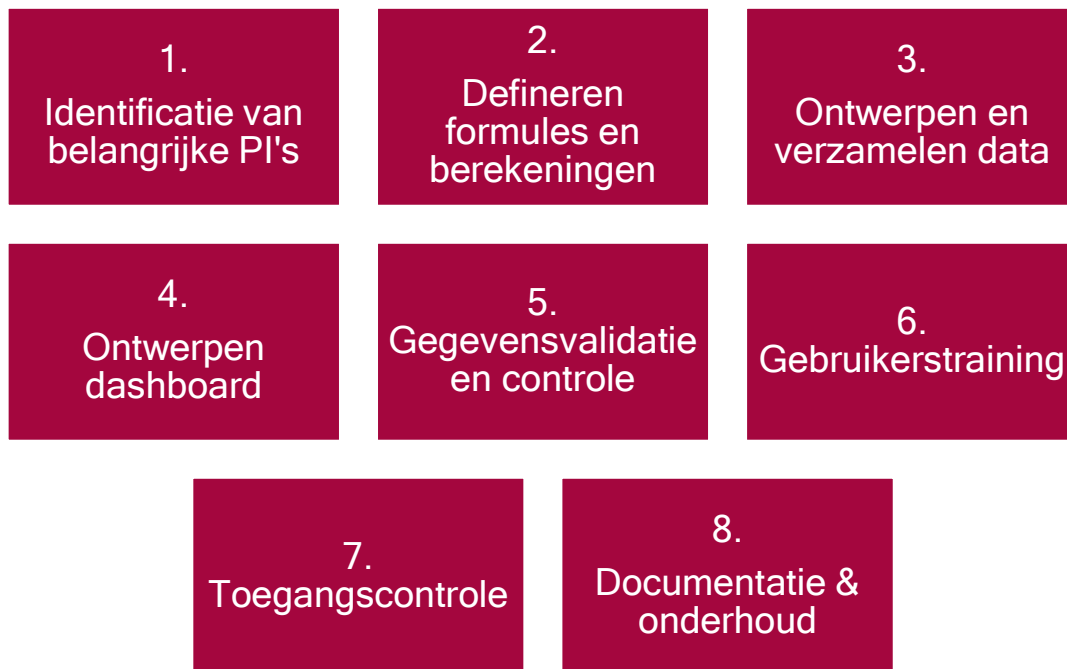 1.
Identificatie van
belangrijke PI's
2.
Defineren
formules en
berekeningen
3.
Ontwerpen en
verzamelen data
4.
Ontwerpen
dashboard
5.
Gegevensvalidatie
en controle
6.
Gebruikerstraining
7.
Toegangscontrole
8.
Documentatie &
onderhoud